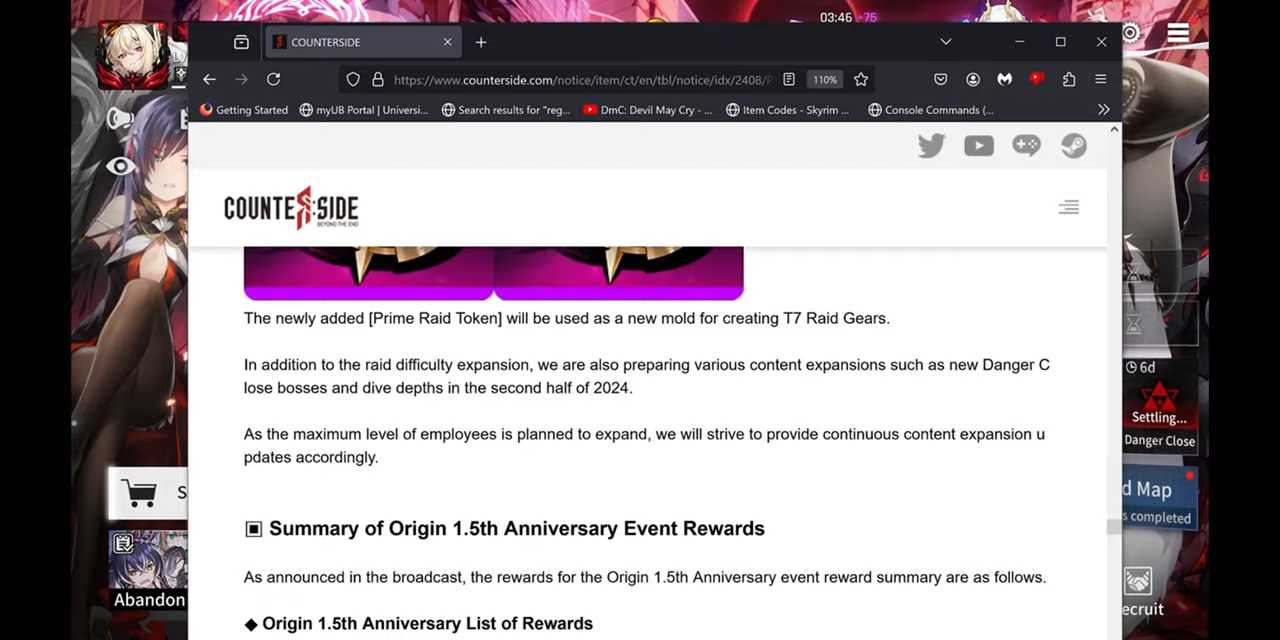 03:46 +75
COUNTERSIDE
https://www.counterside.com/notice/item/ct/en/tbl/notice/idx/2408/
110%
Getting Started
myUB Portal | Universi...
Search results for "reg...
DmC: Devil May Cry - ...
Item Codes - Skyrim ...
Console Commands (...
COUNTERSIDE
BEYOND THE END
The newly added [Prime Raid Token] will be used as a new mold for creating T7 Raid Gears.
In addition to the raid difficulty expansion, we are also preparing various content expansions such as new Danger C
lose bosses and dive depths in the second half of 2024.
As the maximum level of employees is planned to expand, we will strive to provide continuous content expansion u
pdates accordingly.
Summary of Origin 1.5th Anniversary Event Rewards
As announced in the broadcast, the rewards for the Origin 1.5th Anniversary event reward summary are as follows.
◆ Origin 1.5th Anniversary List of Rewards
6d
Settling...
Danger Close
d Map
s completed
ecruit
S
Abandon